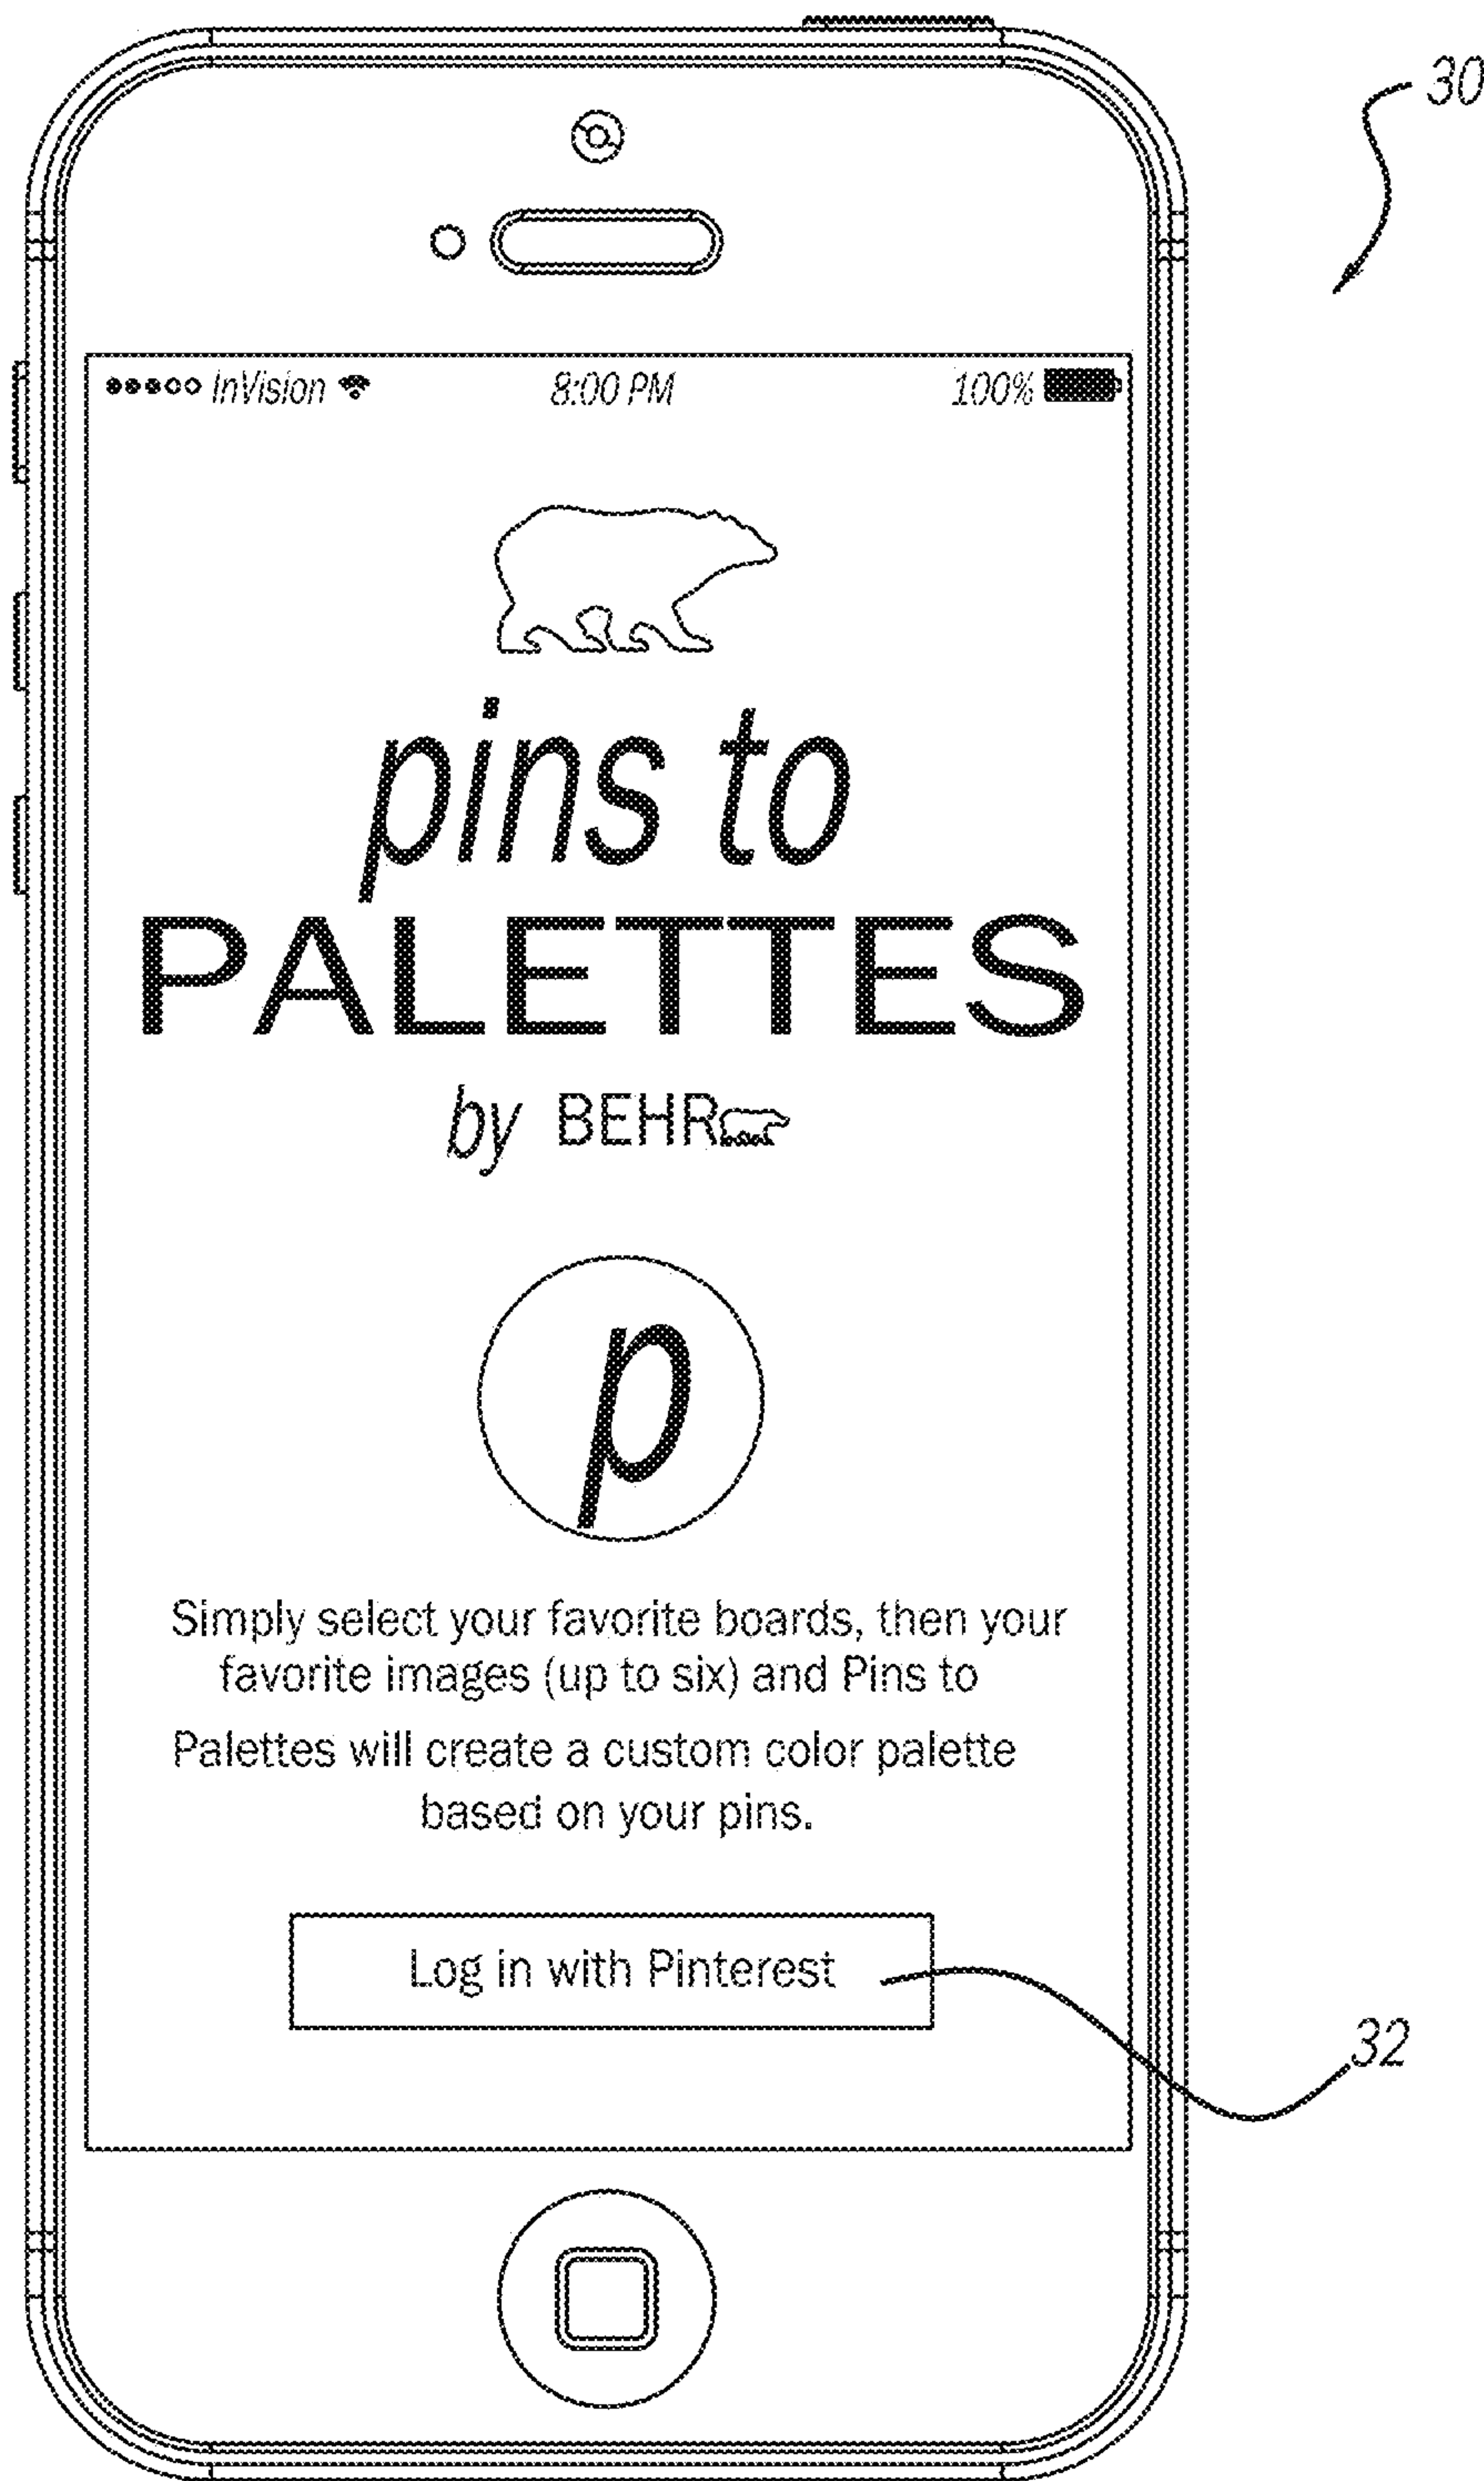 30
InVision 8:00 PM 100%
pins to
PALETTES
by BEHR
p
Simply select your favorite boards, then your
favorite images (up to six) and Pins to
Palettes will create a custom color palette
based on your pins.
Log in with Pinterest
32